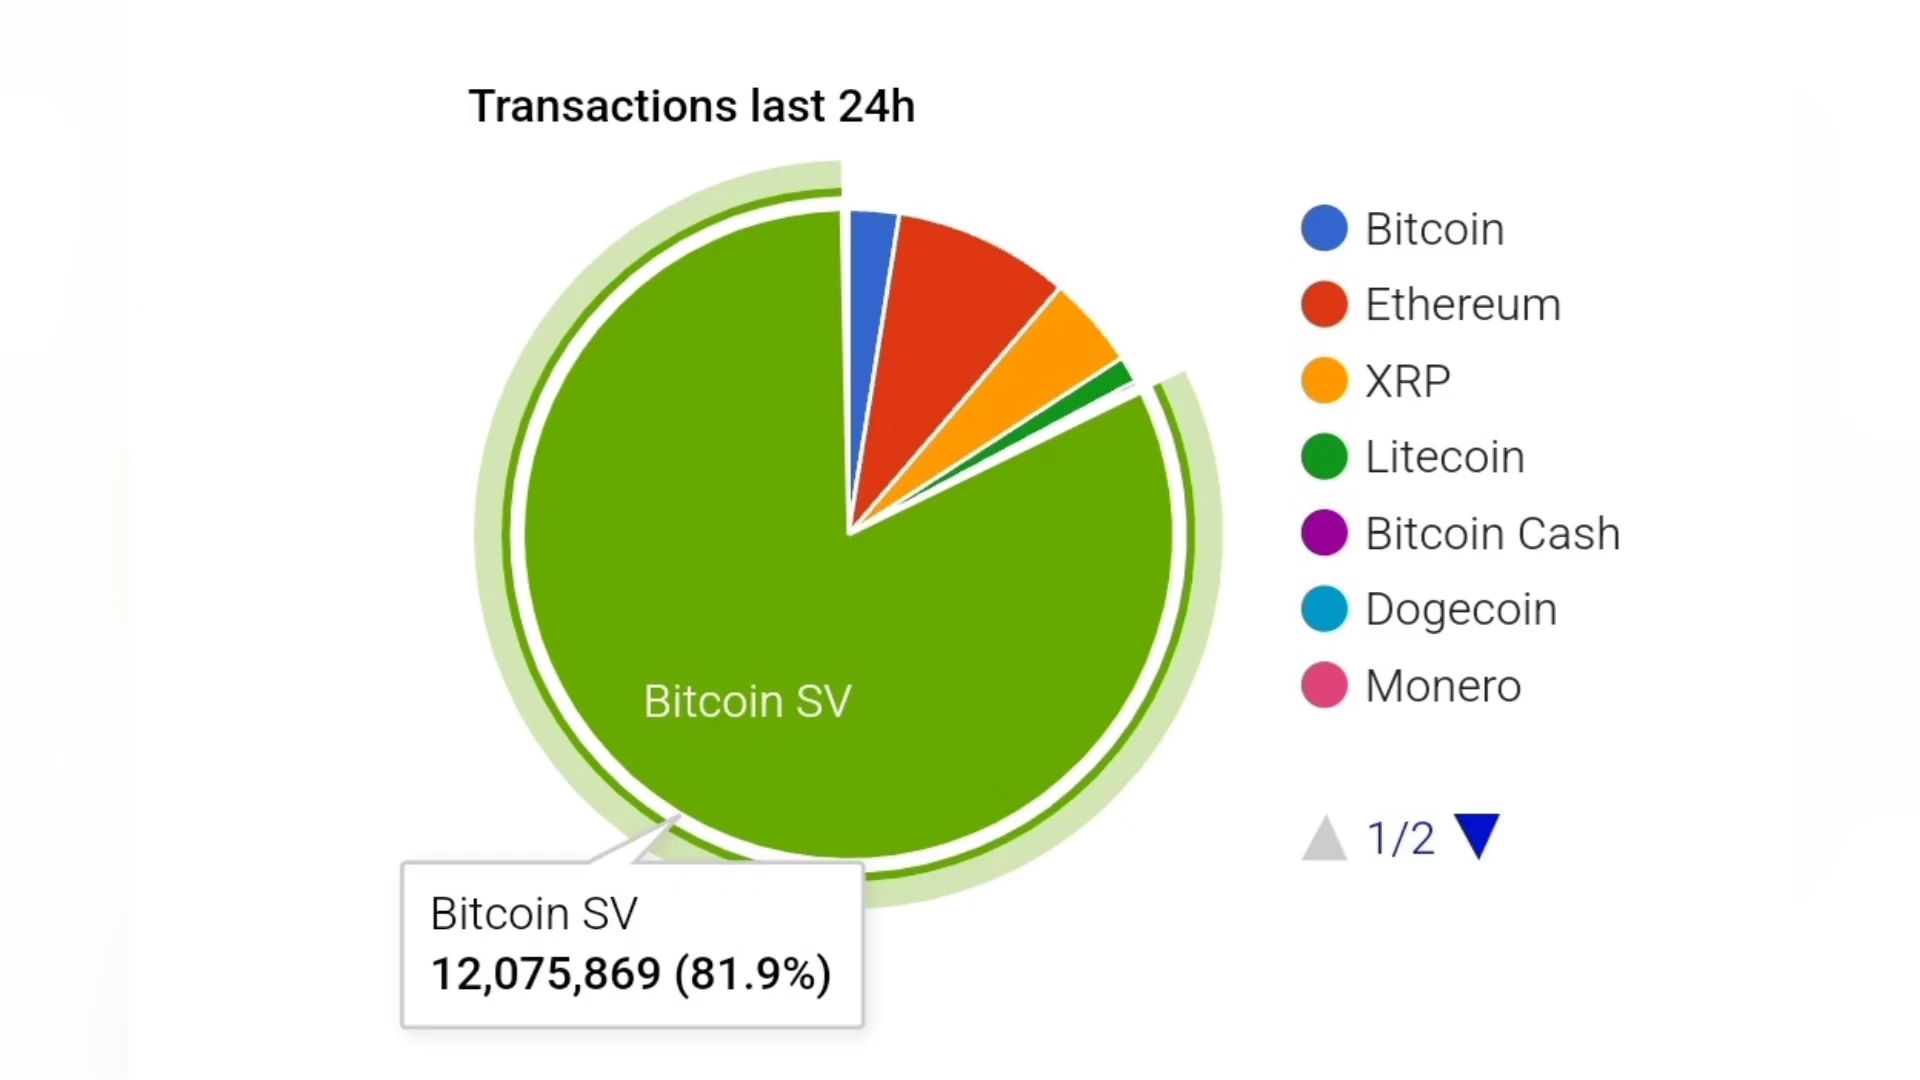 Transactions last 24h
Bitcoin
Ethereum
XRP
Litecoin
Bitcoin Cash
Dogecoin
Monero
1/2
Bitcoin SV
Bitcoin SV
12,075,869 (81.9%)